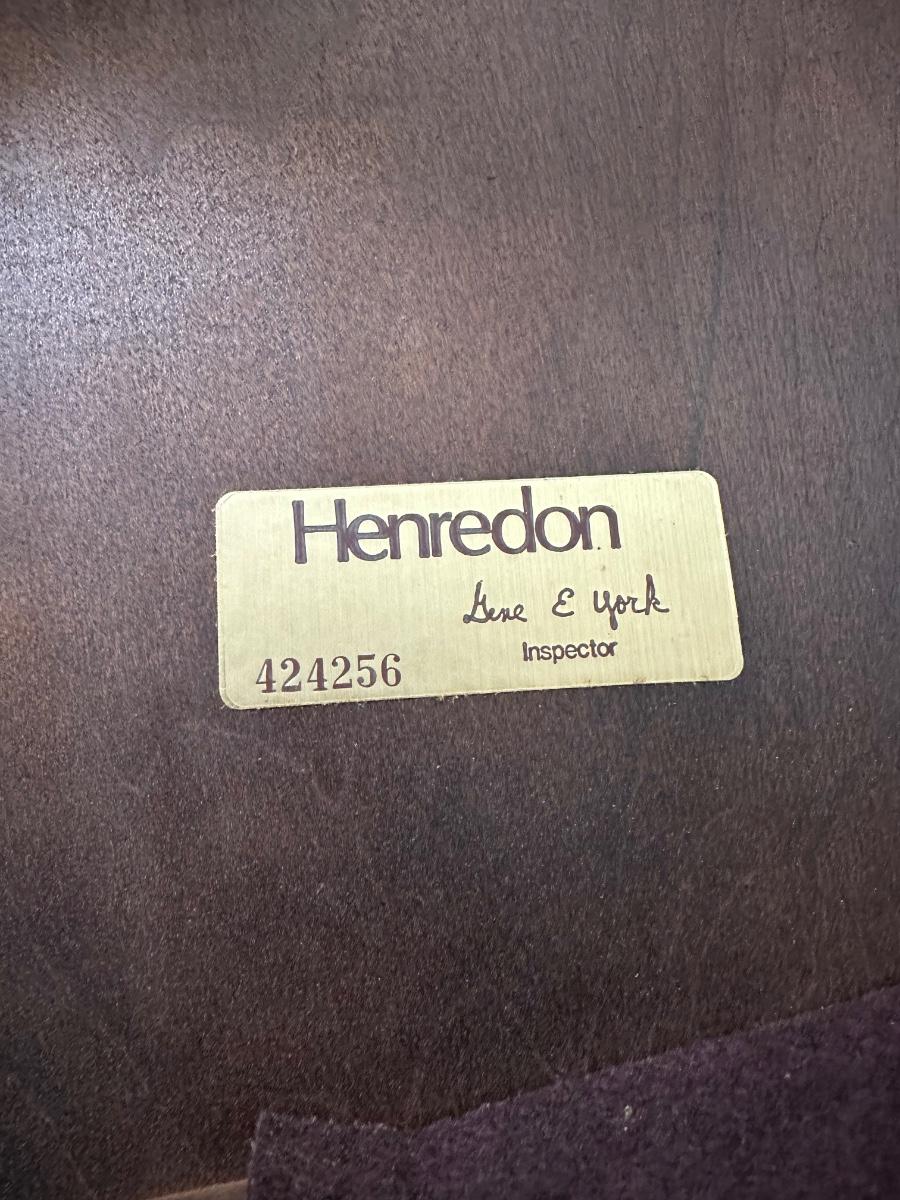 Henredon
Gene E York
Inspector
424256